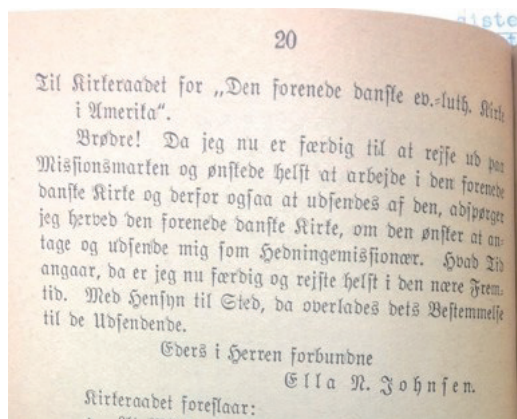 20
Til Kirkeraadet for „Den forenede danske ev.=luth. Kirke
i Amerika“.
Brødre! Da jeg nu er færdig til at rejse ud paa
Missionsmarken og ønskede helst at arbejde i den forenede
danske Kirke og derfor ogsaa at udsendes af den, adspørger
jeg herved den forenede danske Kirke, om den ønsker at an=
tage og udsende mig som Hedningemissionær. Hvad Tid
angaar, da er jeg nu færdig og rejste helst i den nære Frem=
tid. Med Hensyn til Sted, da overlades dets Bestemmelse
til de Udsendende.
Eders i Herren forbundne
Ella N. Johnsen.
Kirkeraadet foreslaar: